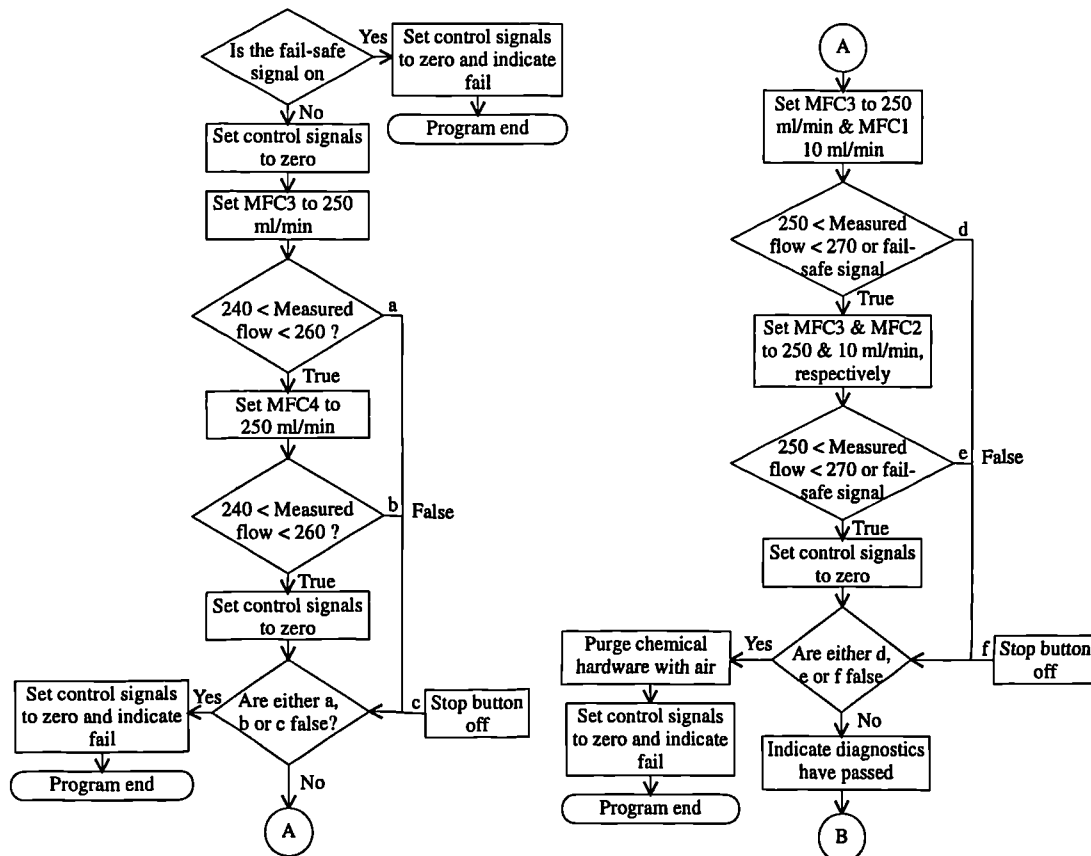 Is the fail-safe
signal on
Yes
Set control signals
to zero and indicate
fail
Program end
No
Set control signals
to zero
Set MFC3 to 250
ml/min
240 < Measured
flow < 260 ?
a
True
Set MFC4 to
250 ml/min
240 < Measured
flow < 260 ?
b
False
True
Set control signals
to zero
Are either a,
b or c false?
c
Stop button
off
Yes
Set control signals
to zero and indicate
fail
Program end
No
A
A
Set MFC3 to 250
ml/min & MFC1
10 ml/min
250 < Measured
flow < 270 or fail-
safe signal
d
True
Set MFC3 & MFC2
to 250 & 10 ml/min,
respectively
250 < Measured
flow < 270 or fail-
safe signal
e
False
True
Set control signals
to zero
Are either d,
e or f false
f
Stop button
off
Yes
Purge chemical
hardware with air
Set control signals
to zero and indicate
fail
Program end
No
Indicate diagnostics
have passed
B